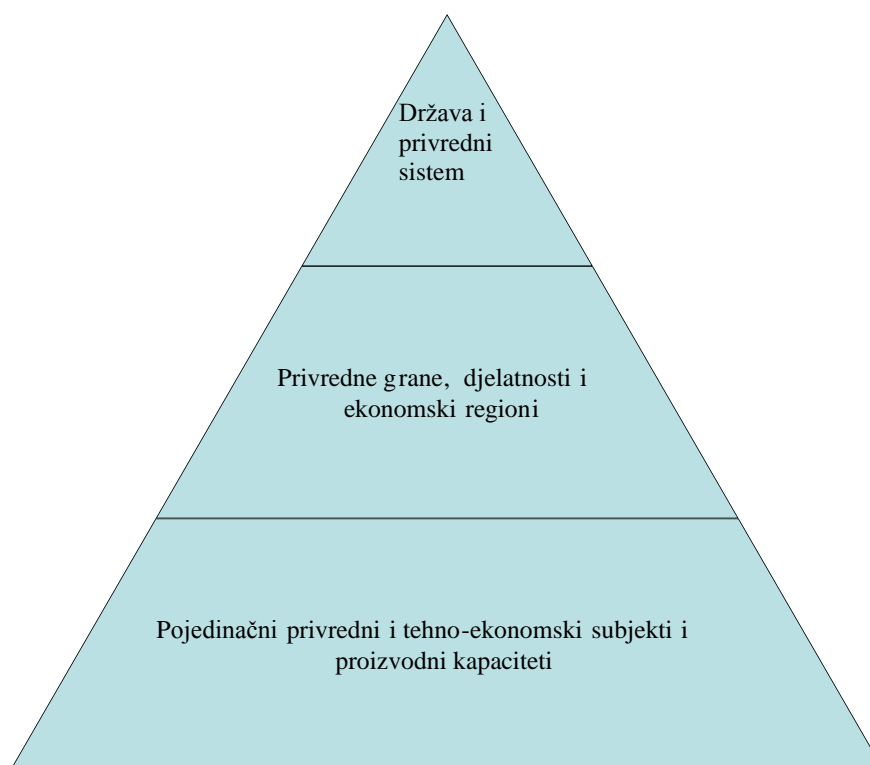 Država i
privredni
sistem
Privredne grane, djelatnosti i
ekonomski regioni
Pojedinačni privredni i tehno-ekonomski subjekti i
proizvodni kapaciteti